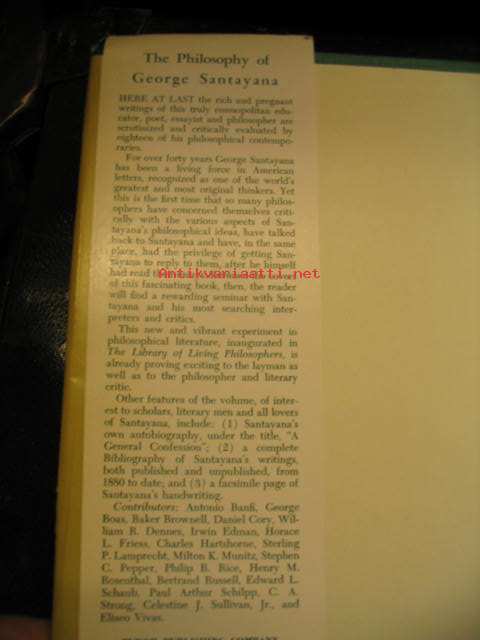 The Philosophy of
George Santayana
HERE AT LAST the rich and pregnant
writings of this truly cosmopolitan edu-
cator, poet, essayist and philosopher are
scrutinized and critically evaluated by
eighteen of his philosophical contempo-
raries.
For over forty years George Santayana
has been a living force in American
letters, recognized as one of the world's
greatest and most original thinkers. Yet
this is the first time that so many philos-
ophers have concerned themselves criti-
cally with the various aspects of San-
tayana's philosophical ideas, have talked
back to Santayana and have, in the same
place, had the privilege of getting San-
tayana to reply to them, after he himself
had read th
Antikvariaatti.net
of this fascinating book, then, the reader
will find a rewarding seminar with San-
tayana and his most searching inter-
preters and critics.
This new and vibrant experiment in
philosophical literature, inaugurated in
The Library of Living Philosophers, is
already proving exciting to the layman as
well as to the philosopher and literary
critic.
Other features of the volume, of inter-
est to scholars, literary men and all lovers
of Santayana, include: (1) Santayana's
own autobiography, under the title, "A
General Confession"; (2) a complete
Bibliography of Santayana's writings,
both published and unpublished, from
1880 to date; and (3) a facsimile page of
Santayana's handwriting.
Contributors: Antonio Banfi, George
Boas, Baker Brownell, Daniel Cory, Wil-
liam R. Dennes, Irwin Edman, Horace
L. Friess, Charles Hartshorne, Sterling
P. Lamprecht, Milton K. Munitz, Stephen
C. Pepper, Philip B. Rice, Henry M.
Rosenthal, Bertrand Russell, Edward L.
Schaub, Paul Arthur Schilpp, C. A.
Strong, Celestine J. Sullivan, Jr., and
Eliseo Vivas.